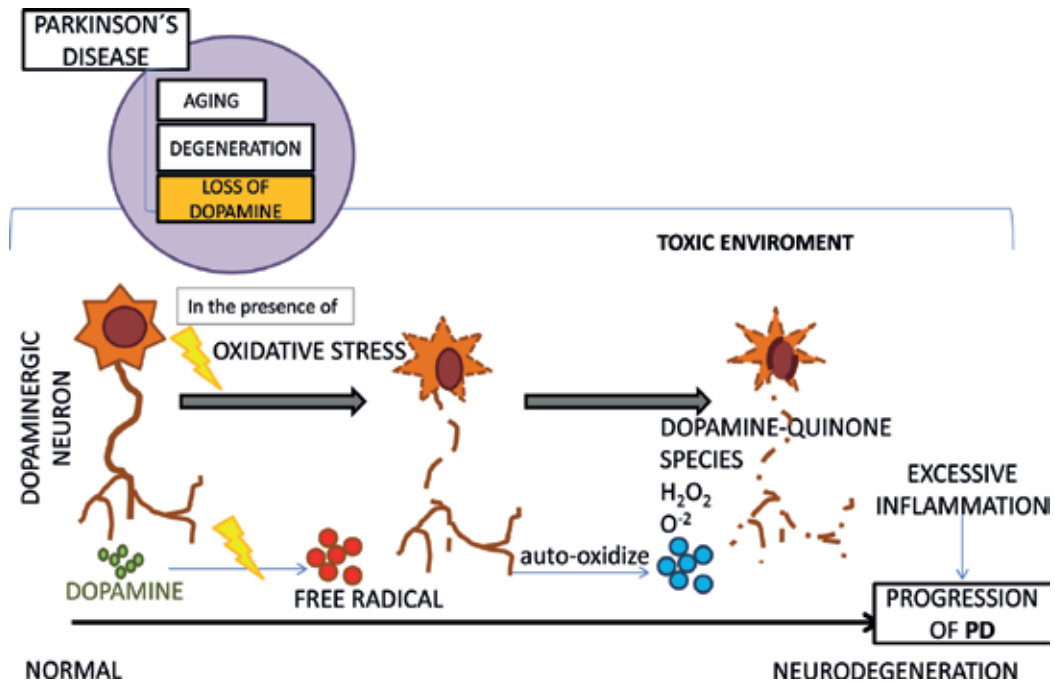 PARKINSON´S
DISEASE
AGING
DEGENERATION
LOSS OF
DOPAMINE
TOXIC ENVIROMENT
DOPAMINERGIC
NEURON
In the presence of
OXIDATIVE STRESS
DOPAMINE-QUINONE
SPECIES
H₂O₂
O⁻²
EXCESSIVE
INFLAMMATION
auto-oxidize
DOPAMINE
FREE RADICAL
PROGRESSION
OF PD
NORMAL
NEURODEGENERATION